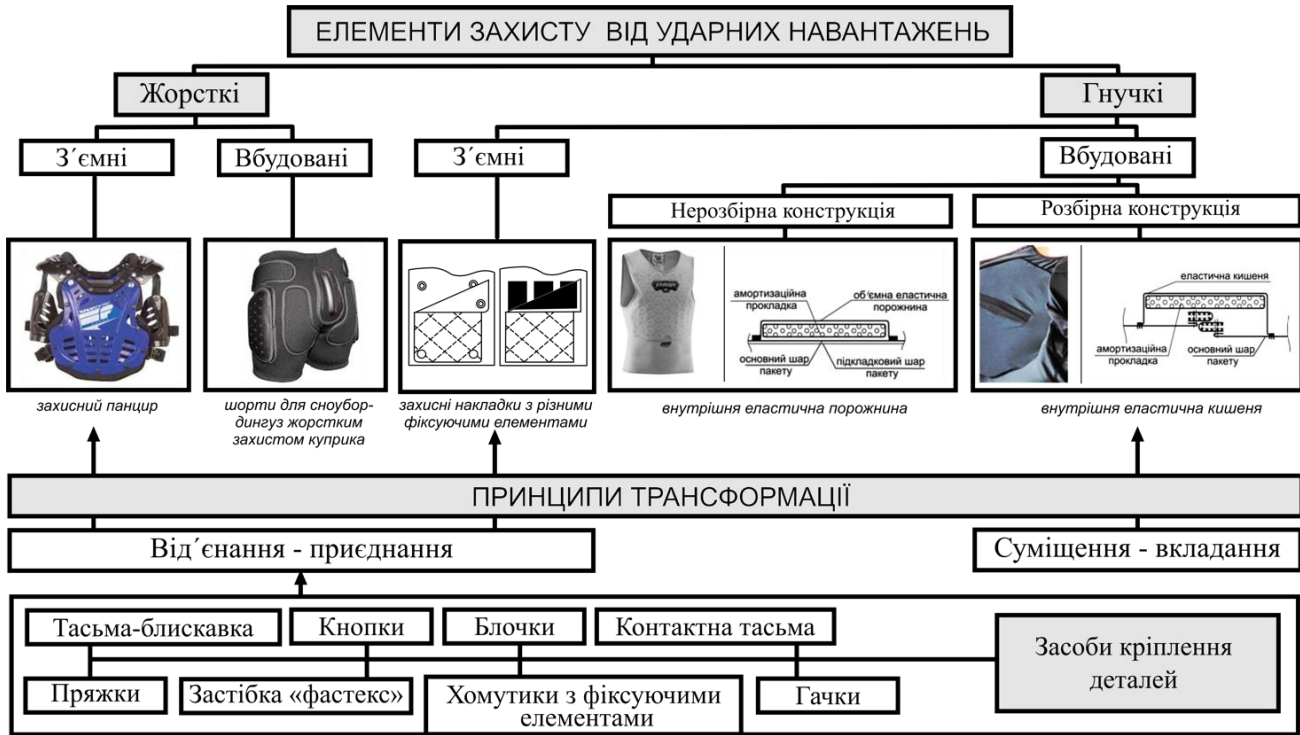 ЕЛЕМЕНТИ ЗАХИСТУ ВІД УДАРНИХ НАВАНТАЖЕНЬ
Жорсткі
Гнучкі
З´ємні
Вбудовані
З´ємні
Вбудовані
Нерозбірна конструкція
Розбірна конструкція
амортизаційна
прокладка
об´ємна еластична
порожнина
основний шар
пакету
підкладковий шар
пакету
еластична кишеня
амортизаційна
прокладка
основний шар
пакету
захисний панцир
шорти для сноубор-
дингуз жорстким
захистом куприка
захисні накладки з різними
фіксуючими елементами
внутрішня еластична порожнина
внутрішня еластична кишеня
ПРИНЦИПИ ТРАНСФОРМАЦІЇ
Від´єнання - приєднання
Суміщення - вкладання
Тасьма-блискавка
Кнопки
Блочки
Контактна тасьма
Засоби кріплення
деталей
Пряжки
Застібка «фастекс»
Хомутики з фіксуючими
елементами
Гачки